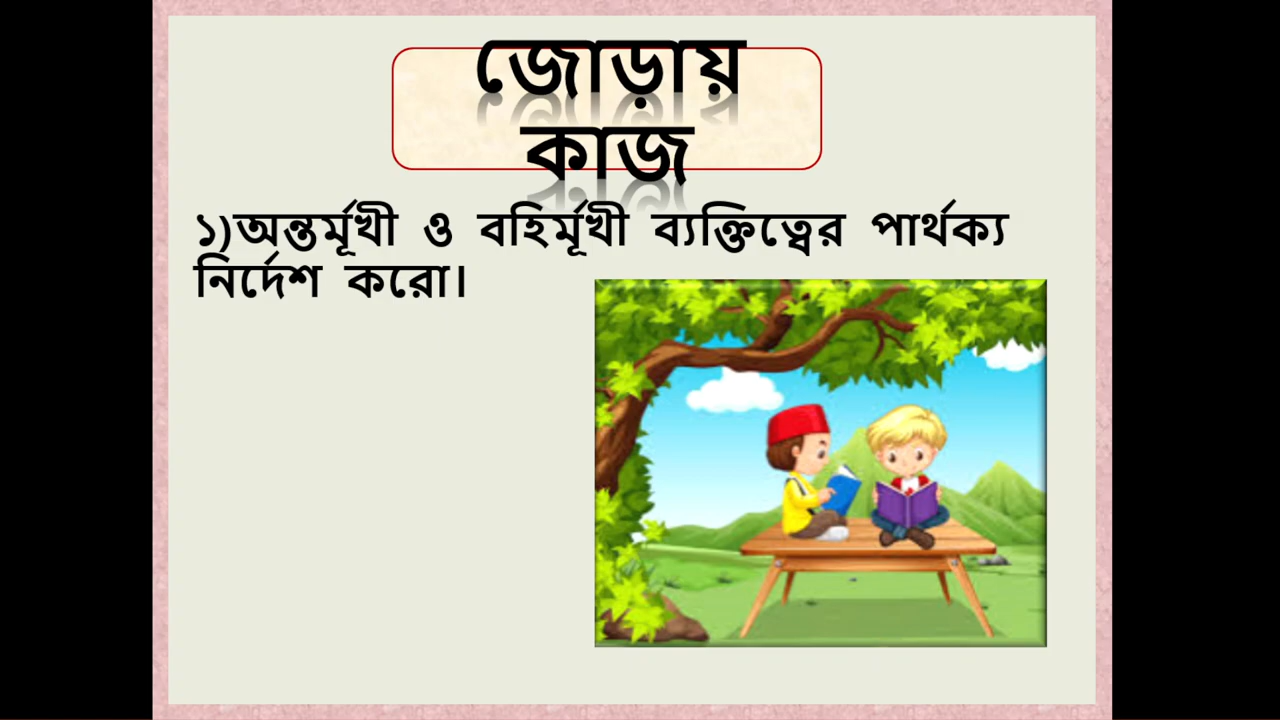 জোড়ায়
কাজ
১)অন্তর্মূখী ও বহির্মূখী ব্যক্তিত্বের পার্থক্য
নির্দেশ করো।